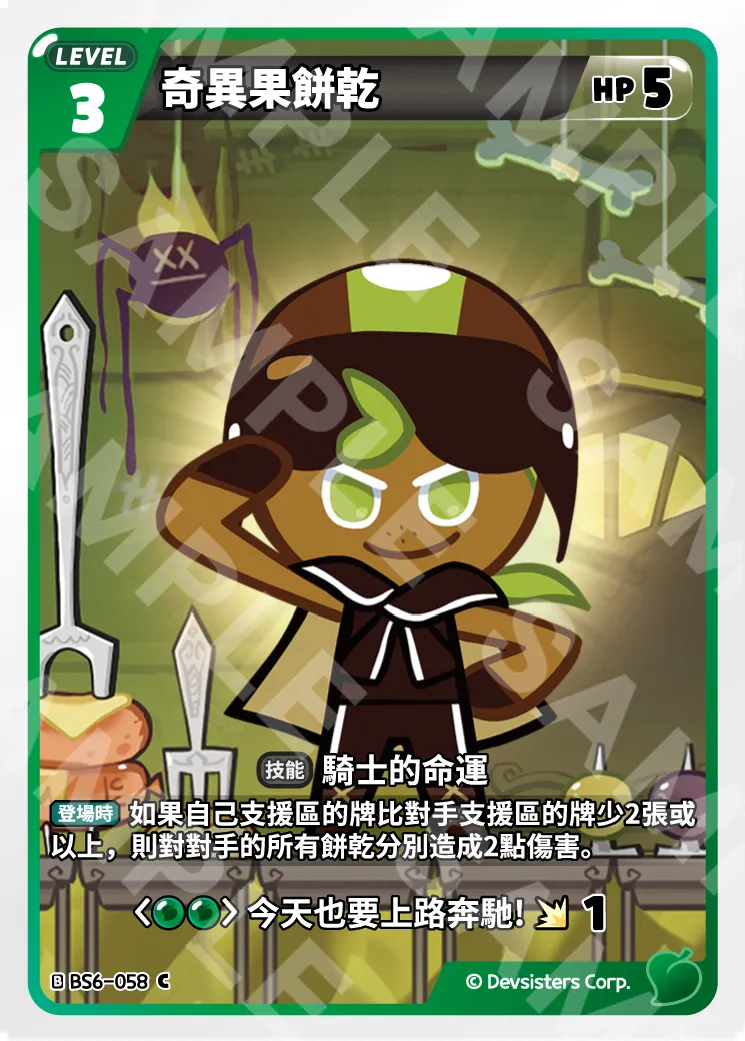 LEVEL
3
奇異果餅乾
HP 5
技能 騎士的命運
登場時 如果自己支援區的牌比對手支援區的牌少2張或
以上，則對對手的所有餅乾分別造成2點傷害。
〈 〉今天也要上路奔馳! 1
B BS6-058 C
© Devsisters Corp.
SAMPLE